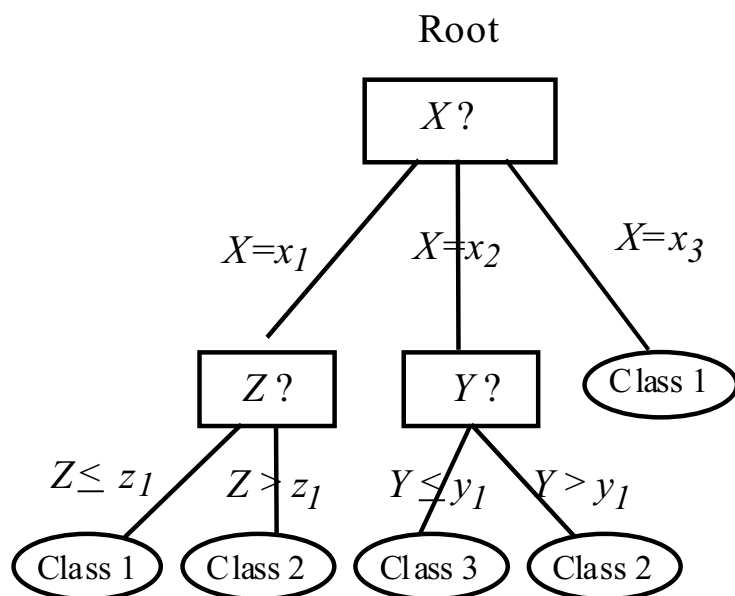 Root
X ?
X=x1
X=x2
X=x3
Z ?
Y ?
Class 1
Z ≤ z1
Z > z1
Y ≤ y1
Y > y1
Class 1
Class 2
Class 3
Class 2